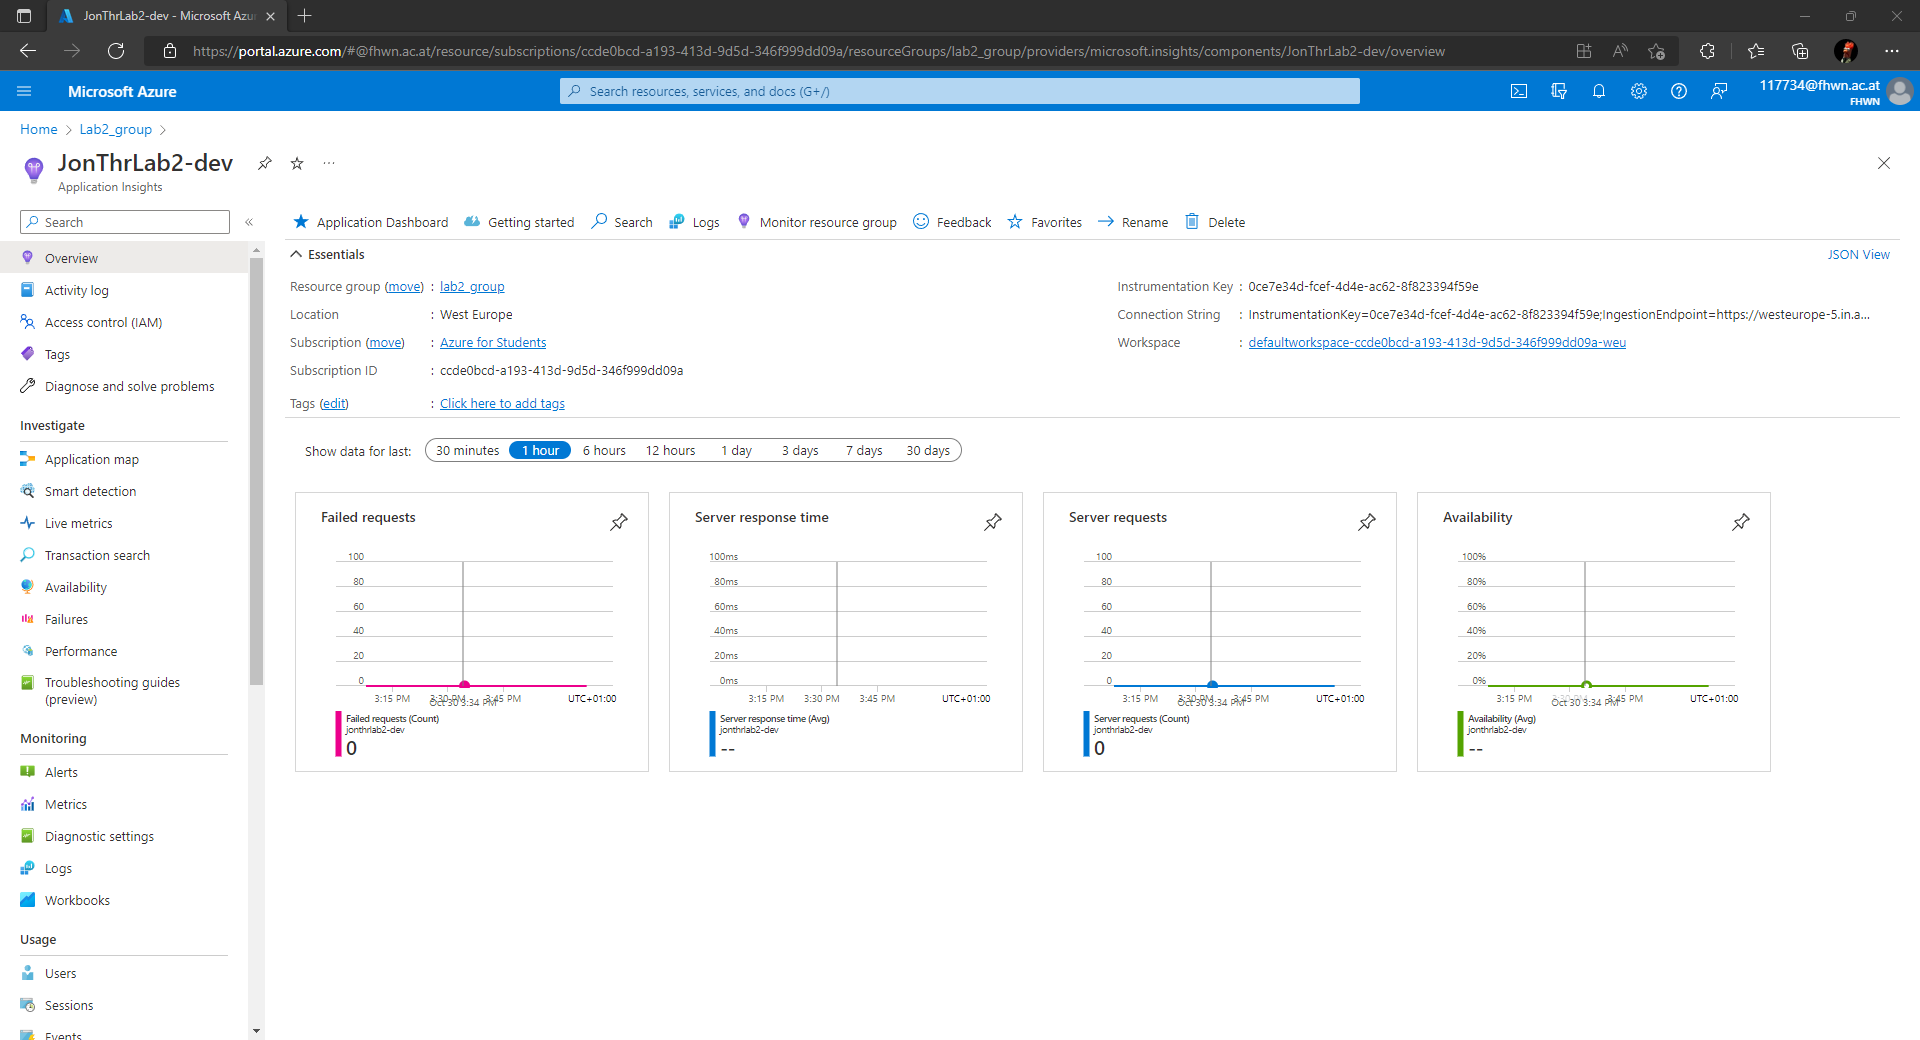 JonThrLab2-dev - Microsoft Azu
https://portal.azure.com/#@fhwn.ac.at/resource/subscriptions/ccde0bcd-a193-413d-9d5d-346f999dd09a/resourceGroups/lab2_group/providers/microsoft.insights/components/JonThrLab2-dev/overview
Microsoft Azure
Search resources, services, and docs (G+/)
117734@fhwn.ac.at
FHWN
Home > Lab2_group >
JonThrLab2-dev
Application Insights
Search
Overview
Activity log
Access control (IAM)
Tags
Diagnose and solve problems
Investigate
Application map
Smart detection
Live metrics
Transaction search
Availability
Failures
Performance
Troubleshooting guides
(preview)
Monitoring
Alerts
Metrics
Diagnostic settings
Logs
Workbooks
Usage
Users
Sessions
Events
Application Dashboard Getting started Search Logs Monitor resource group Feedback Favorites Rename Delete
Essentials
JSON View
Resource group (move) : lab2_group
Location : West Europe
Subscription (move) : Azure for Students
Subscription ID : ccde0bcd-a193-413d-9d5d-346f999dd09a
Tags (edit) : Click here to add tags
Instrumentation Key : 0ce7e34d-fcef-4d4e-ac62-8f823394f59e
Connection String : InstrumentationKey=0ce7e34d-fcef-4d4e-ac62-8f823394f59e;IngestionEndpoint=https://westeurope-5.in.a...
Workspace : defaultworkspace-ccde0bcd-a193-413d-9d5d-346f999dd09a-weu
Show data for last: 30 minutes 1 hour 6 hours 12 hours 1 day 3 days 7 days 30 days
Failed requests
100
80
60
40
20
0
3:15 PM 3:30 PM 3:45 PM UTC+01:00
Oct 30 3:34 PM
Failed requests (Count)
jonthrlab2-dev
0
Server response time
100ms
80ms
60ms
40ms
20ms
0ms
3:15 PM 3:30 PM 3:45 PM UTC+01:00
Server response time (Avg)
jonthrlab2-dev
--
Server requests
100
80
60
40
20
0
3:15 PM 3:30 PM 3:45 PM UTC+01:00
Oct 30 3:34 PM
Server requests (Count)
jonthrlab2-dev
0
Availability
100%
80%
60%
40%
20%
0%
3:15 PM 3:30 PM 3:45 PM UTC+01:00
Oct 30 3:34 PM
Availability (Avg)
jonthrlab2-dev
--